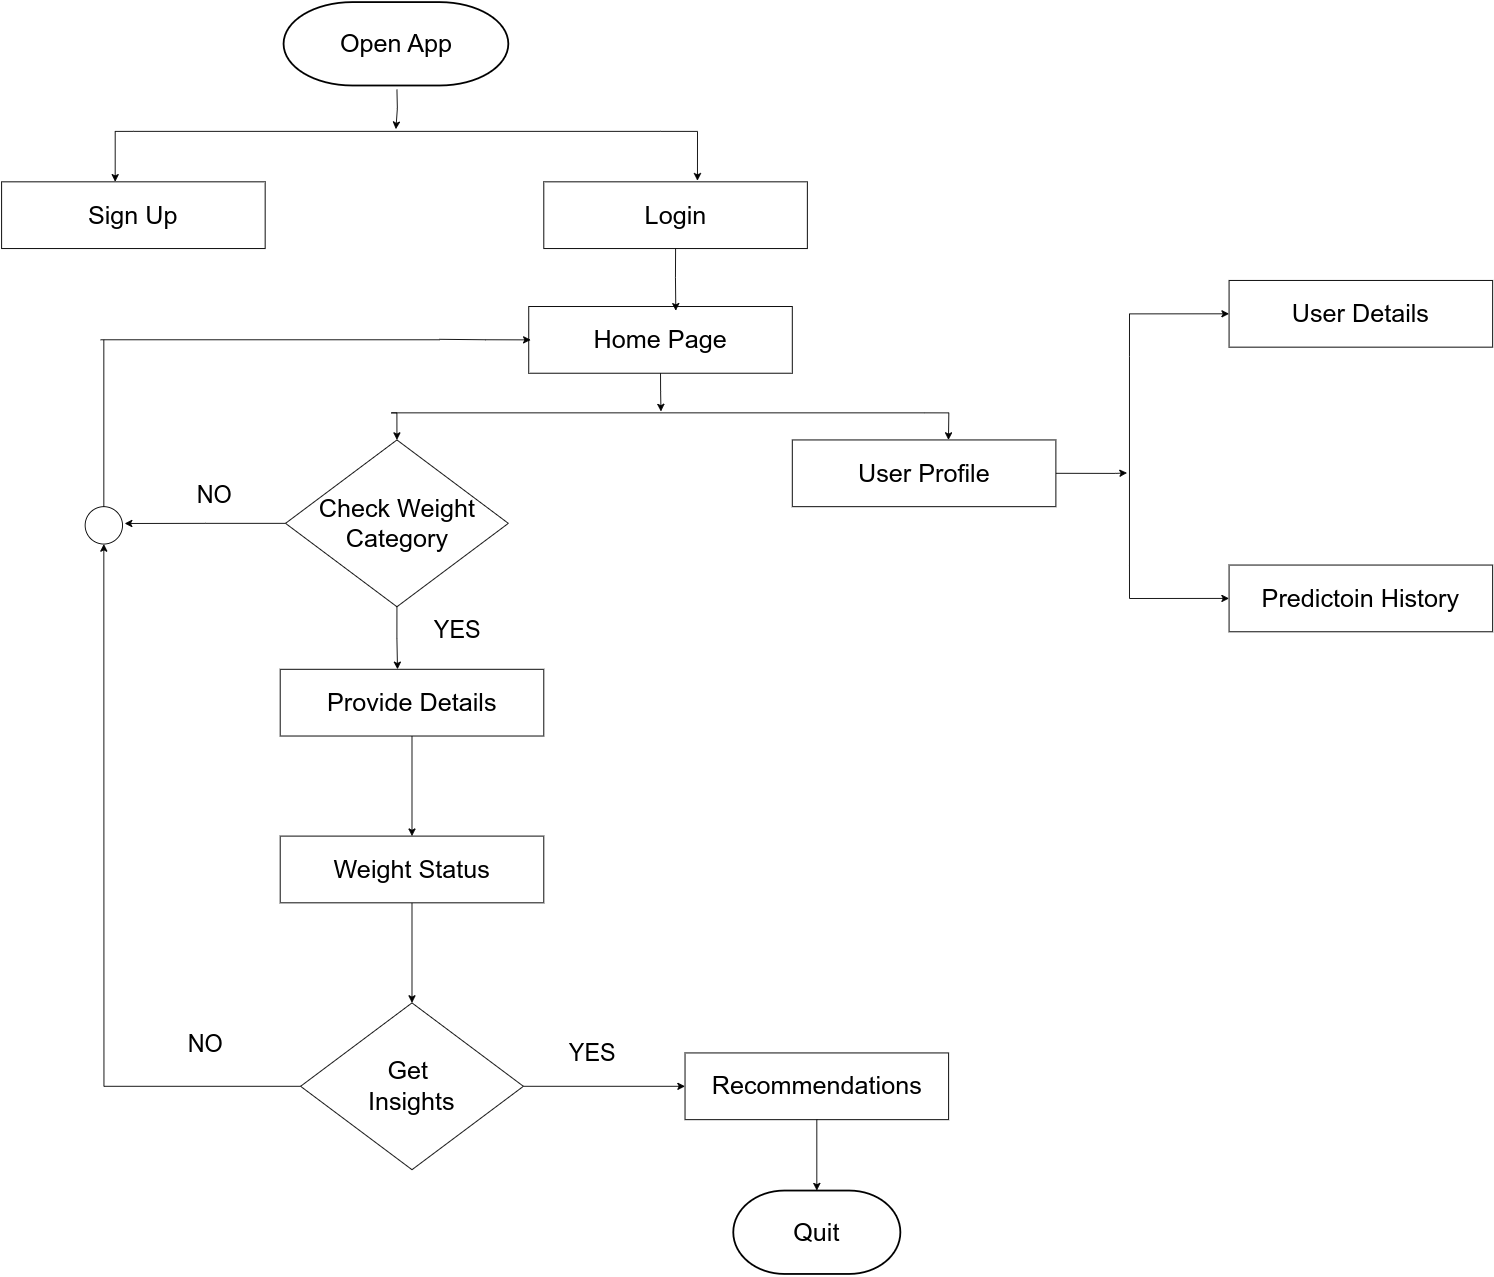 Open App
Sign Up
Login
User Details
Home Page
User Profile
NO
Check Weight
Category
Predictoin History
YES
Provide Details
Weight Status
NO
YES
Get
Insights
Recommendations
Quit